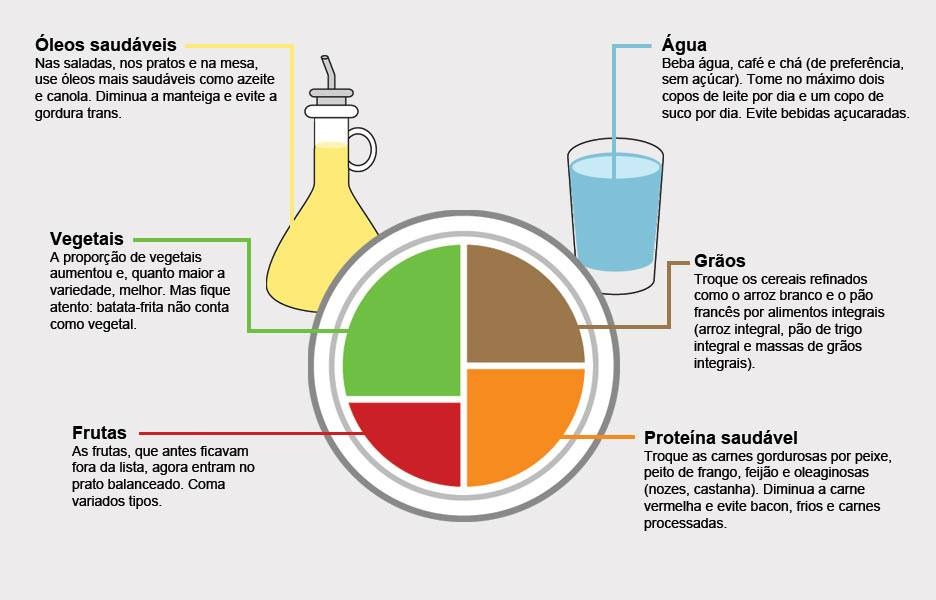 Óleos saudáveis
Nas saladas, nos pratos e na mesa,
use óleos mais saudáveis como azeite
e canola. Diminua a manteiga e evite a
gordura trans.
Água
Beba água, café e chá (de preferência,
sem açúcar). Tome no máximo dois
copos de leite por dia e um copo de
suco por dia. Evite bebidas açucaradas.
Vegetais
A proporção de vegetais
aumentou e, quanto maior a
variedade, melhor. Mas fique
atento: batata-frita não conta
como vegetal.
Grãos
Troque os cereais refinados
como o arroz branco e o pão
francês por alimentos integrais
(arroz integral, pão de trigo
integral e massas de grãos
integrais).
Frutas
As frutas, que antes ficavam
fora da lista, agora entram no
prato balanceado. Coma
variados tipos.
Proteína saudável
Troque as carnes gordurosas por peixe,
peito de frango, feijão e oleaginosas
(nozes, castanha). Diminua a carne
vermelha e evite bacon, frios e carnes
processadas.